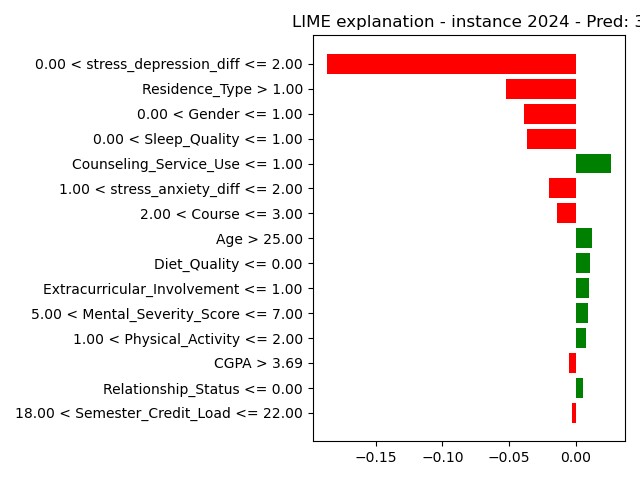 LIME explanation - instance 2024 - Pred: 3
0.00 < stress_depression_diff <= 2.00
Residence_Type > 1.00
0.00 < Gender <= 1.00
0.00 < Sleep_Quality <= 1.00
Counseling_Service_Use <= 1.00
1.00 < stress_anxiety_diff <= 2.00
2.00 < Course <= 3.00
Age > 25.00
Diet_Quality <= 0.00
Extracurricular_Involvement <= 1.00
5.00 < Mental_Severity_Score <= 7.00
1.00 < Physical_Activity <= 2.00
CGPA > 3.69
Relationship_Status <= 0.00
18.00 < Semester_Credit_Load <= 22.00
−0.15 −0.10 −0.05 0.00